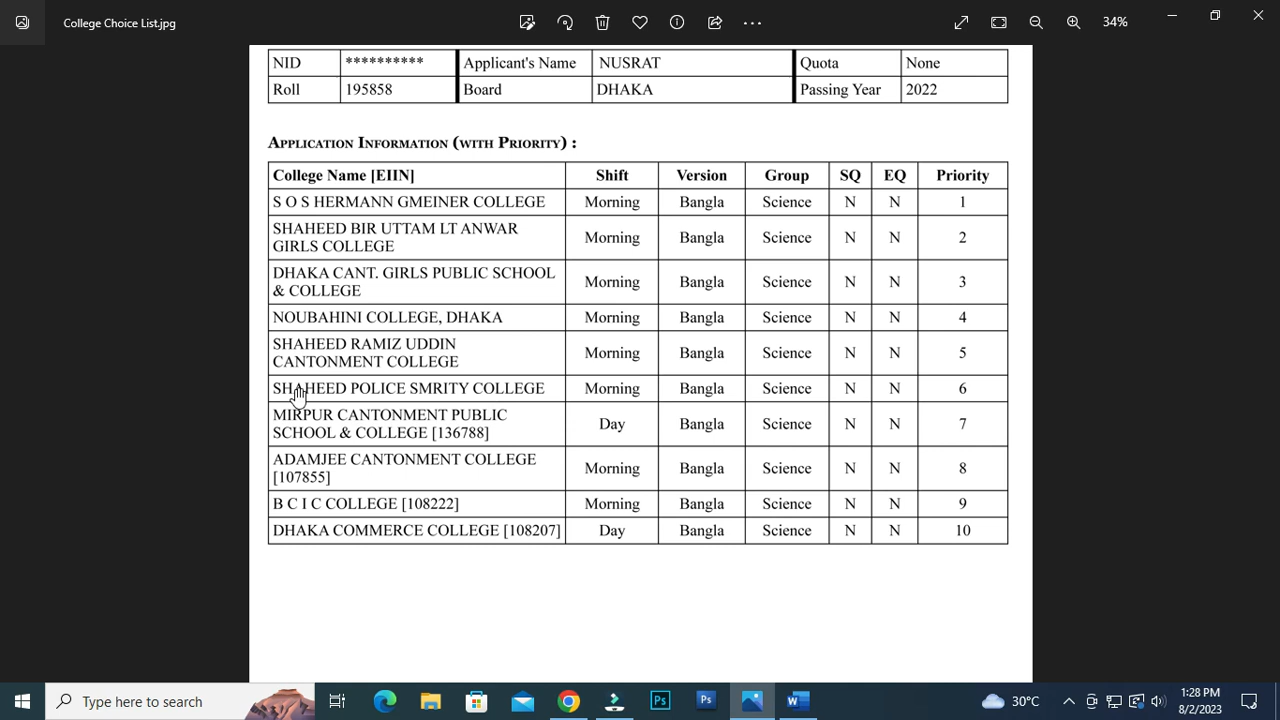 College Choice List.jpg
34%
NID ********** Applicant's Name NUSRAT Quota None
Roll 195858 Board DHAKA Passing Year 2022
APPLICATION INFORMATION (WITH PRIORITY) :
College Name [EIIN] Shift Version Group SQ EQ Priority
S O S HERMANN GMEINER COLLEGE Morning Bangla Science N N 1
SHAHEED BIR UTTAM LT ANWAR
GIRLS COLLEGE Morning Bangla Science N N 2
DHAKA CANT. GIRLS PUBLIC SCHOOL
& COLLEGE Morning Bangla Science N N 3
NOUBAHINI COLLEGE, DHAKA Morning Bangla Science N N 4
SHAHEED RAMIZ UDDIN
CANTONMENT COLLEGE Morning Bangla Science N N 5
SHAHEED POLICE SMRITY COLLEGE Morning Bangla Science N N 6
MIRPUR CANTONMENT PUBLIC
SCHOOL & COLLEGE [136788] Day Bangla Science N N 7
ADAMJEE CANTONMENT COLLEGE
[107855] Morning Bangla Science N N 8
B C I C COLLEGE [108222] Morning Bangla Science N N 9
DHAKA COMMERCE COLLEGE [108207] Day Bangla Science N N 10
Type here to search
Ps
Ps
30°C
1:28 PM
8/2/2023